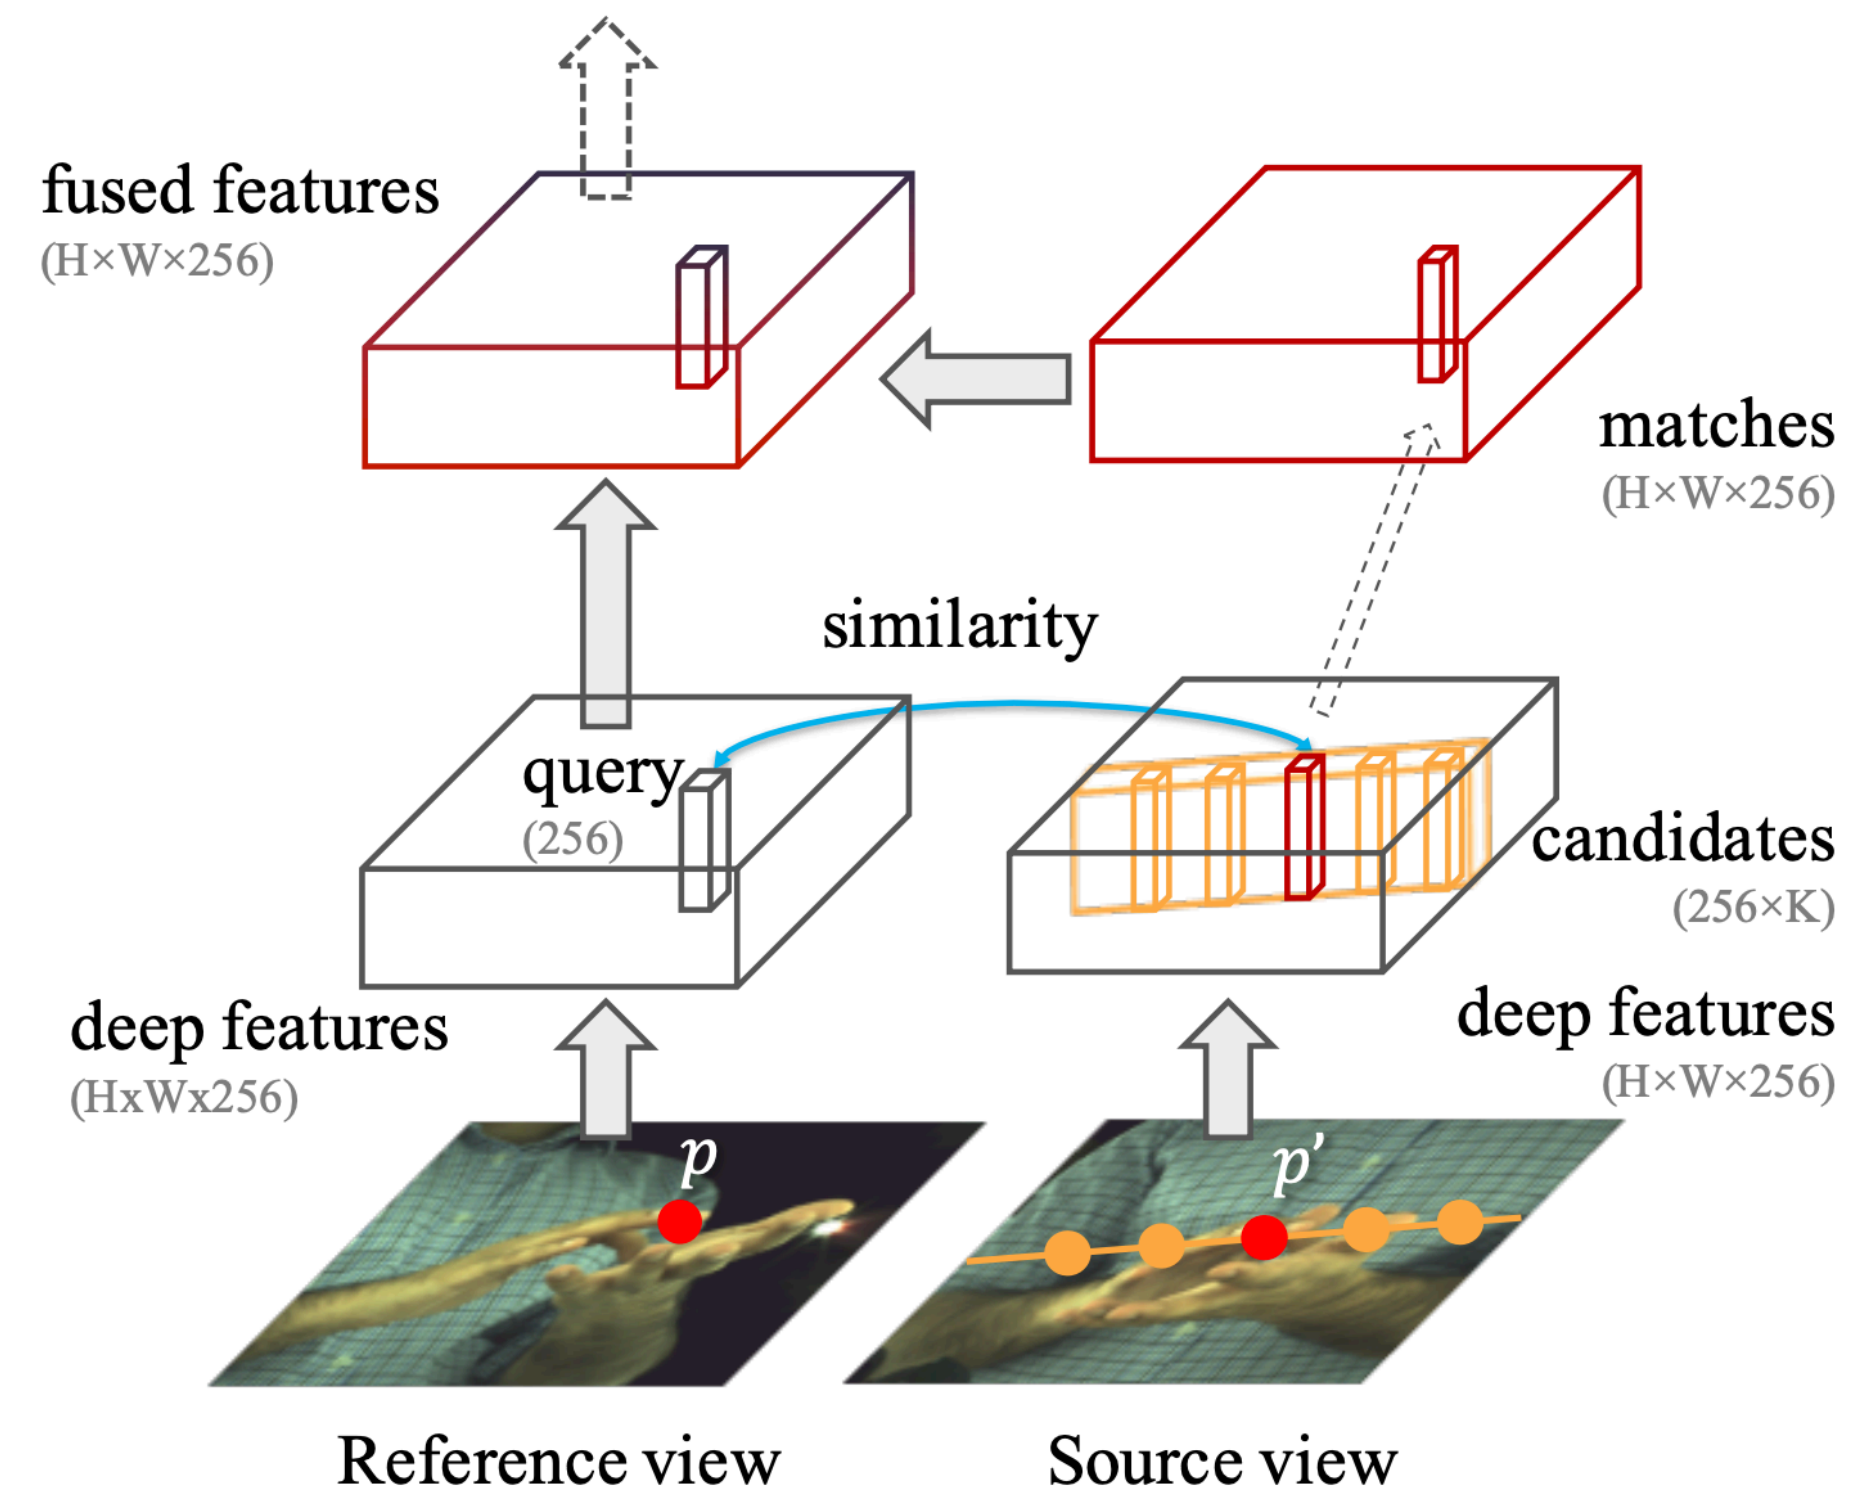 fused features
(H×W×256)
matches
(H×W×256)
similarity
query
(256)
candidates
(256×K)
deep features
(HxWx256)
deep features
(H×W×256)
p
p’
Reference view
Source view